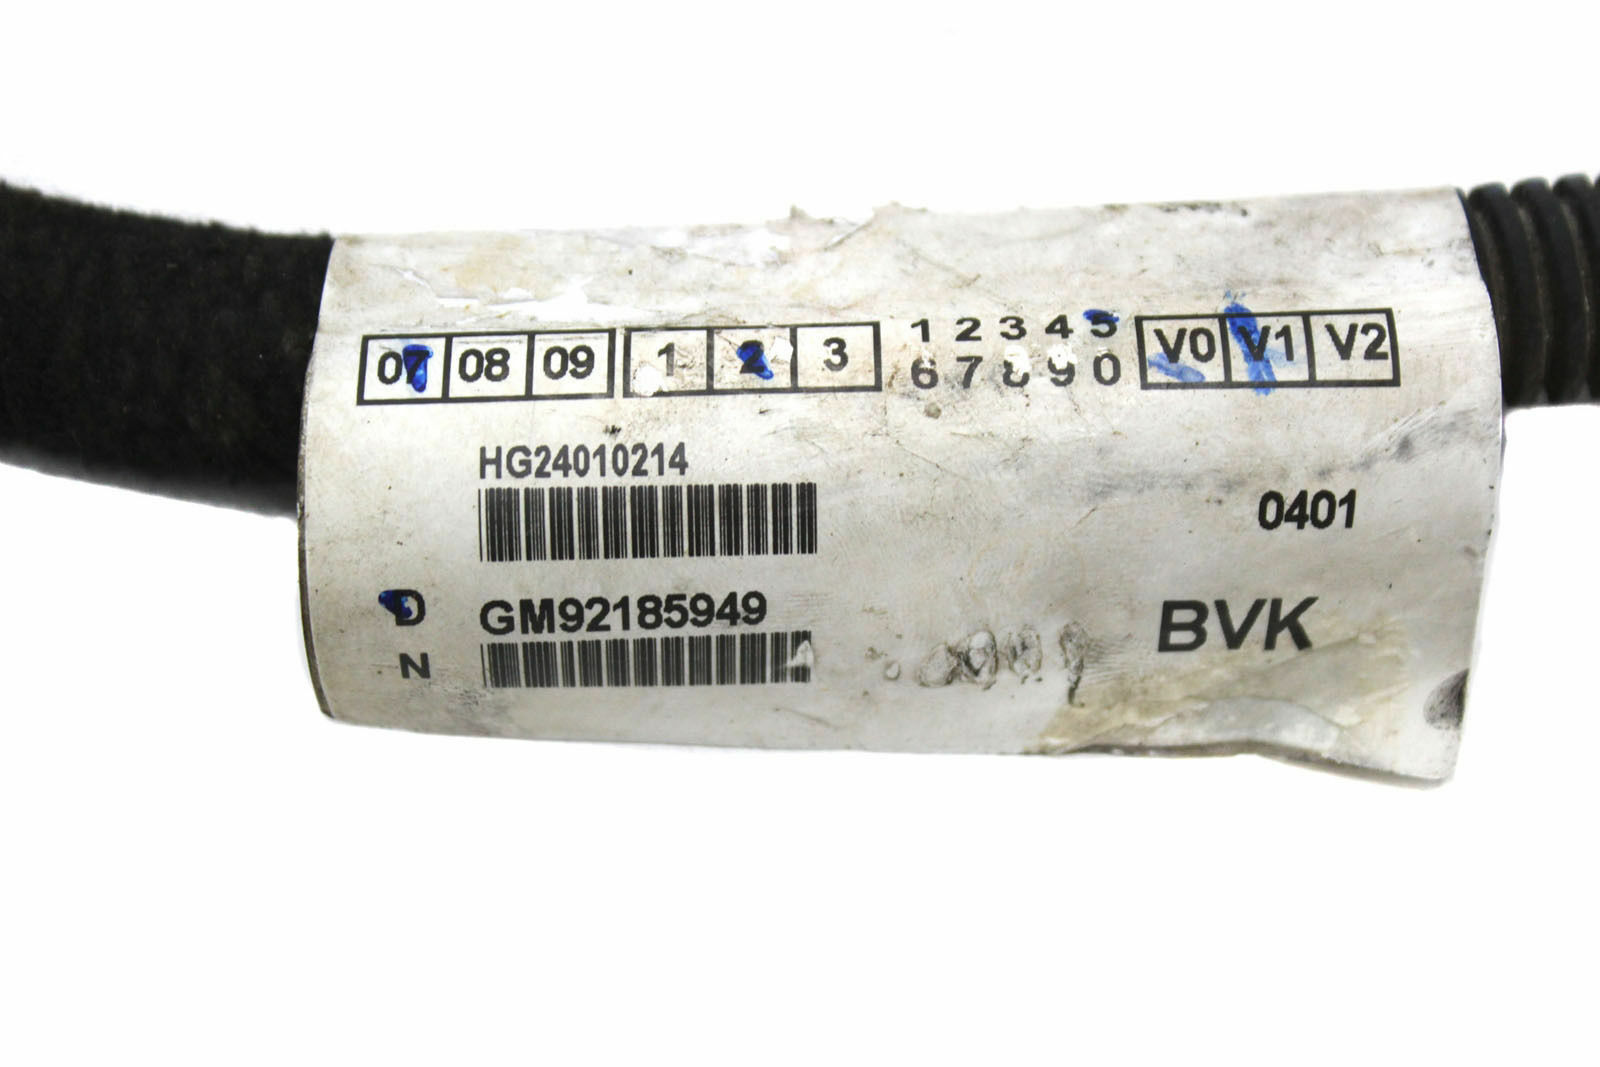 07 08 09 1 2 3 1 2 3 4 5 V0 V1 V2
6 7 8 9 0
HG24010214
0401
D GM92185949 BVK
N